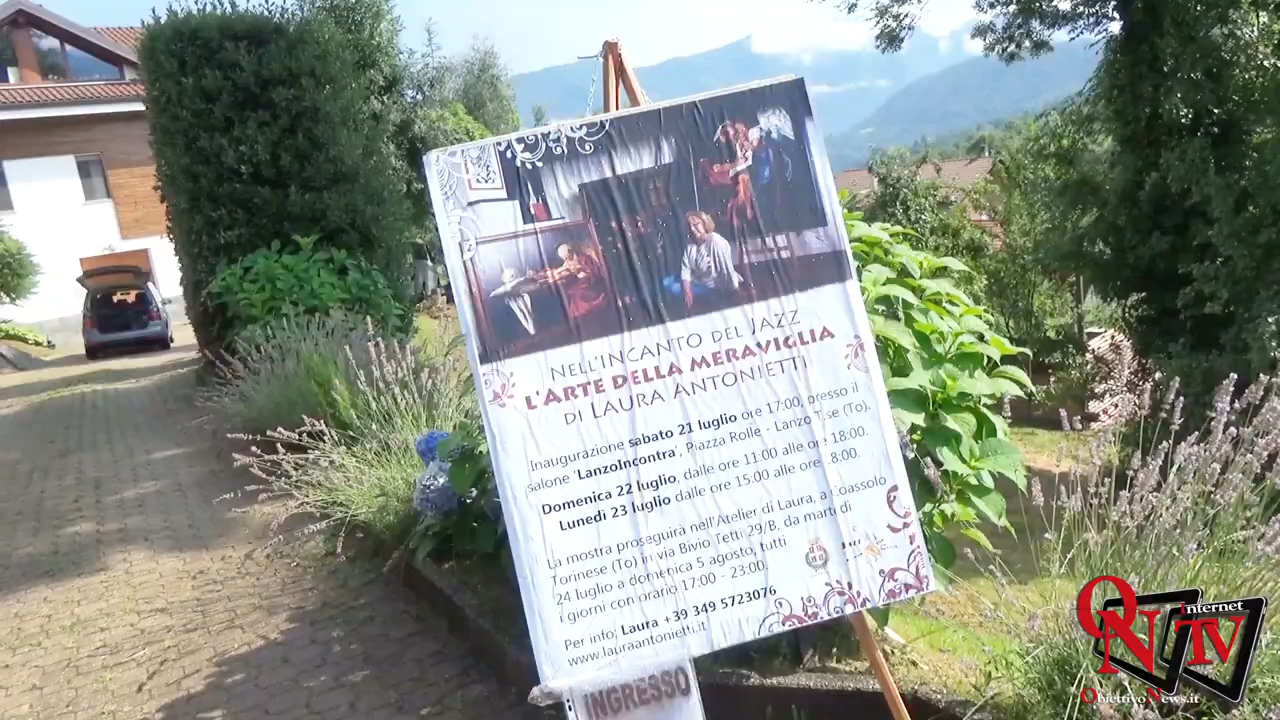 NELL'INCANTO DEL JAZZ
L'ARTE DELLA MERAVIGLIA
DI LAURA ANTONIETTI
Inaugurazione sabato 21 luglio ore 17:00, presso il
salone 'LanzoIncontra', Piazza Rolle - Lanzo T.se (To).
Domenica 22 luglio, dalle ore 11:00 alle ore 18:00.
Lunedì 23 luglio dalle ore 15:00 alle ore 18:00.
La mostra proseguirà nell'Atelier di Laura, a Coassolo
Torinese (To) in via Bivio Tetti 29/B, da martedì
24 luglio a domenica 5 agosto, tutti
i giorni con orario 17:00 - 23:00.
Per info: Laura +39 349 5723076
www.lauraantonietti.it
INGRESSO
QN Internet TV
ObiettivoNews.it